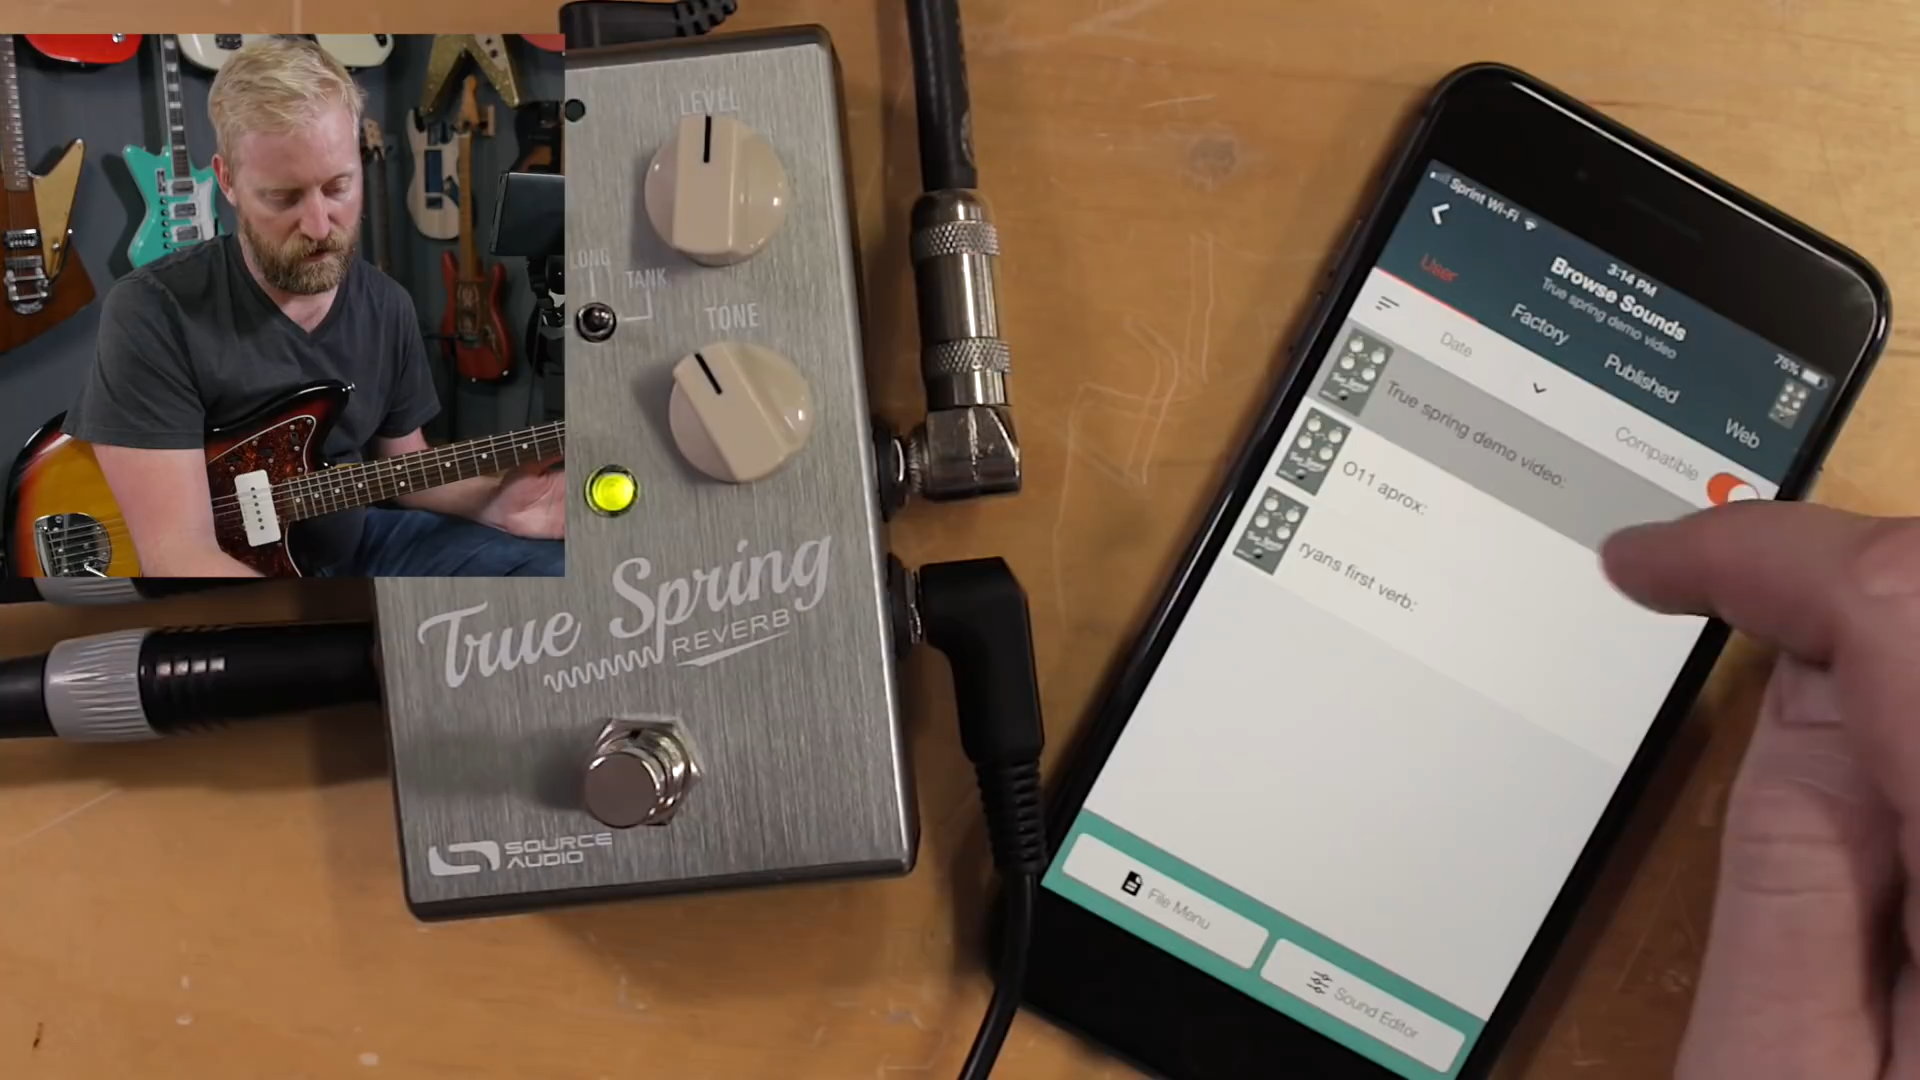 LEVEL
LONG
TANK
TONE
True Spring
REVERB
SOURCE
AUDIO
Sprint Wi-Fi
3:14 PM
75%
Browse Sounds
True spring demo video
User
Factory
Published
Web
Date
Compatible
True spring demo video:
O11 aprox:
ryans first verb:
File Menu
Sound Editor